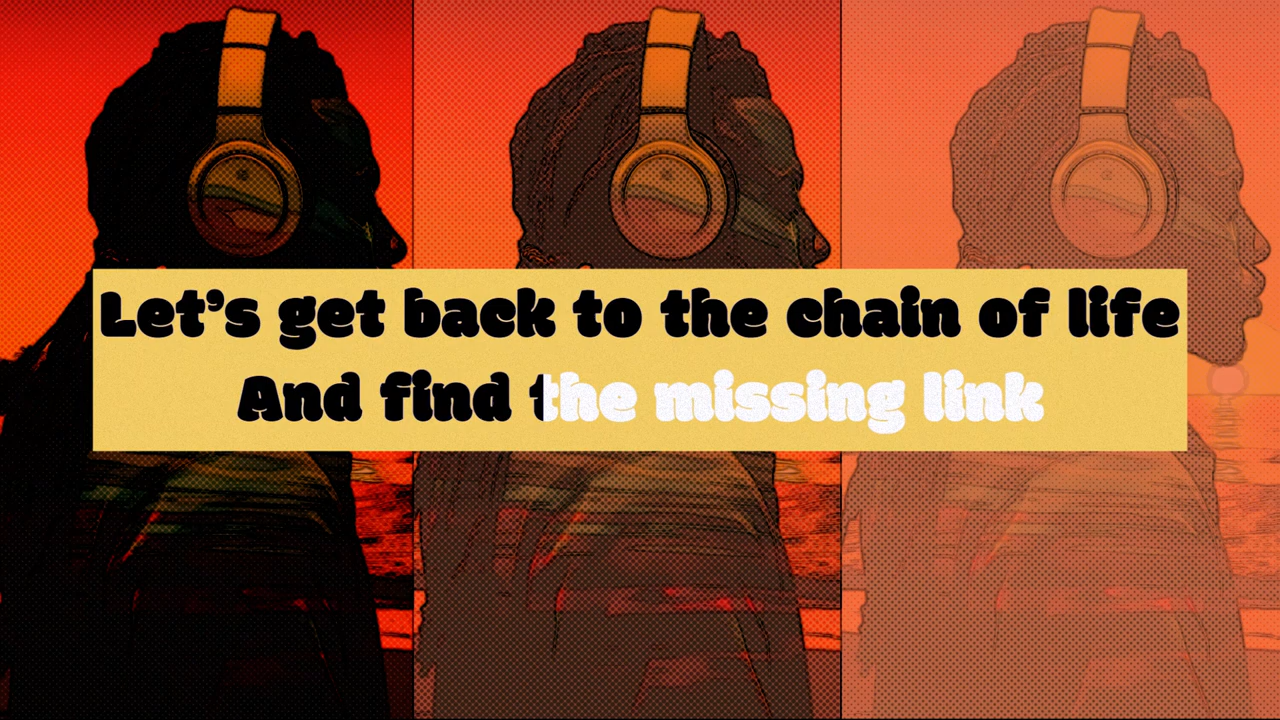 Let’s get back to the chain of life
And find the missing link